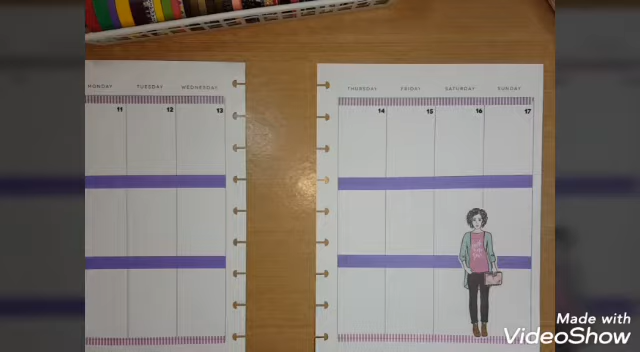 MONDAY TUESDAY WEDNESDAY
11 12 13
THURSDAY FRIDAY SATURDAY SUNDAY
14 15 16 17
Made with
VideoShow